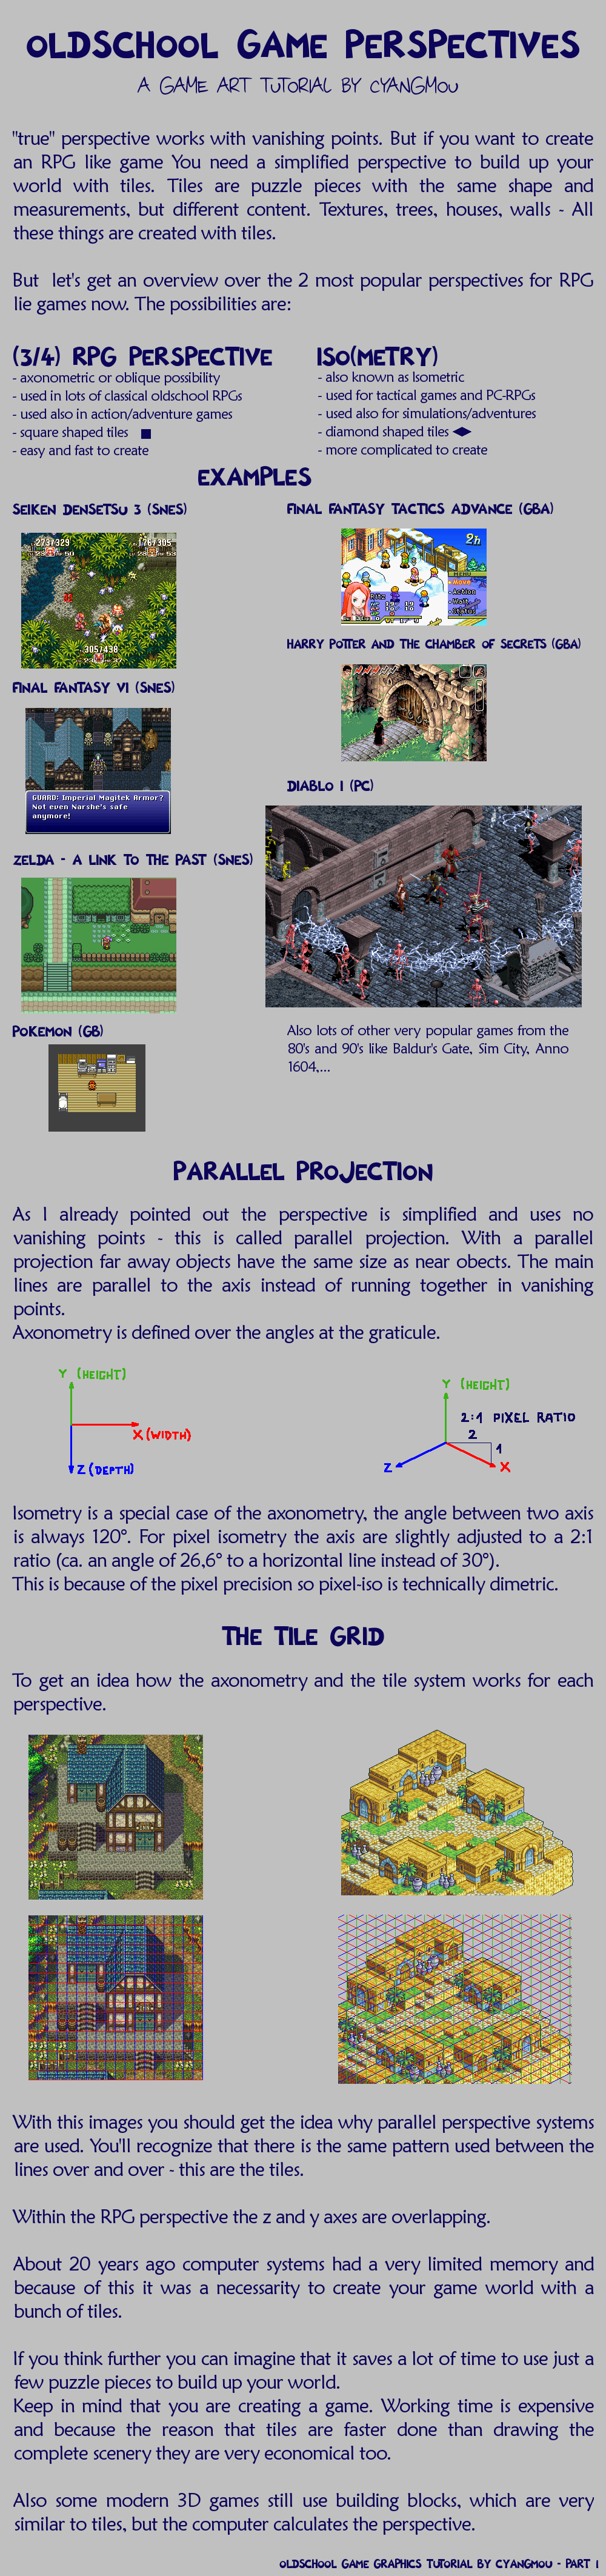 OLDSCHOOL GAME PERSPECTIVES
A GAME ART TUTORIAL BY CYANGMOU
"true" perspective works with vanishing points. But if you want to create
an RPG like game You need a simplified perspective to build up your
world with tiles. Tiles are puzzle pieces with the same shape and
measurements, but different content. Textures, trees, houses, walls - All
these things are created with tiles.
But let's get an overview over the 2 most popular perspectives for RPG
lie games now. The possibilities are:
(3/4) RPG PERSPECTIVE
- axonometric or oblique possibility
- used in lots of classical oldschool RPGs
- used also in action/adventure games
- square shaped tiles
- easy and fast to create
ISO(METRY)
- also known as Isometric
- used for tactical games and PC-RPGs
- used also for simulations/adventures
- diamond shaped tiles
- more complicated to create
EXAMPLES
SEIKEN DENSETSU 3 (SNES)
273/329
176/305
305/438
FINAL FANTASY VI (SNES)
GUARD: Imperial Magitek Armor?
Not even Narshe's safe
anymore!
ZELDA - A LINK TO THE PAST (SNES)
POKEMON (GB)
FINAL FANTASY TACTICS ADVANCE (GBA)
2h
Move
Action
Wait
Status
Ritz
HARRY POTTER AND THE CHAMBER OF SECRETS (GBA)
DIABLO I (PC)
Also lots of other very popular games from the
80's and 90's like Baldur's Gate, Sim City, Anno
1604,...
PARALLEL PROJECTION
As I already pointed out the perspective is simplified and uses no
vanishing points - this is called parallel projection. With a parallel
projection far away objects have the same size as near obects. The main
lines are parallel to the axis instead of running together in vanishing
points.
Axonometry is defined over the angles at the graticule.
Y (HEIGHT)
X (WIDTH)
Z (DEPTH)
Y (HEIGHT)
2:1 PIXEL RATIO
2
1
Z
X
Isometry is a special case of the axonometry, the angle between two axis
is always 120°. For pixel isometry the axis are slightly adjusted to a 2:1
ratio (ca. an angle of 26,6° to a horizontal line instead of 30°).
This is because of the pixel precision so pixel-iso is technically dimetric.
THE TILE GRID
To get an idea how the axonometry and the tile system works for each
perspective.
With this images you should get the idea why parallel perspective systems
are used. You'll recognize that there is the same pattern used between the
lines over and over - this are the tiles.
Within the RPG perspective the z and y axes are overlapping.
About 20 years ago computer systems had a very limited memory and
because of this it was a necessarity to create your game world with a
bunch of tiles.
If you think further you can imagine that it saves a lot of time to use just a
few puzzle pieces to build up your world.
Keep in mind that you are creating a game. Working time is expensive
and because the reason that tiles are faster done than drawing the
complete scenery they are very economical too.
Also some modern 3D games still use building blocks, which are very
similar to tiles, but the computer calculates the perspective.
OLDSCHOOL GAME GRAPHICS TUTORIAL BY CYANGMOU - PART 1